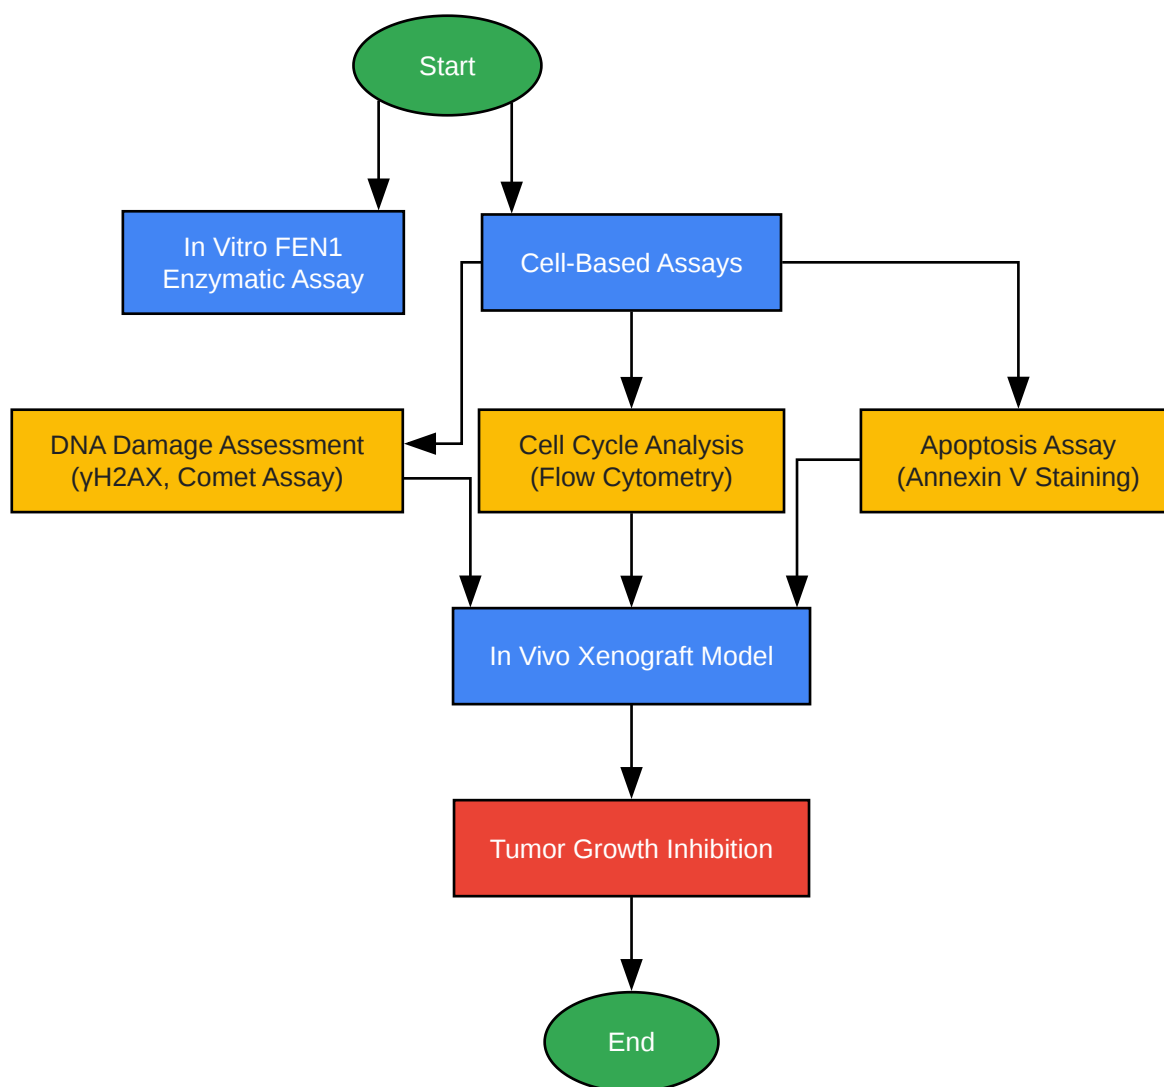 Start
In Vitro FEN1
Enzymatic Assay
Cell-Based Assays
DNA Damage Assessment
(γH2AX, Comet Assay)
Cell Cycle Analysis
(Flow Cytometry)
Apoptosis Assay
(Annexin V Staining)
In Vivo Xenograft Model
Tumor Growth Inhibition
End